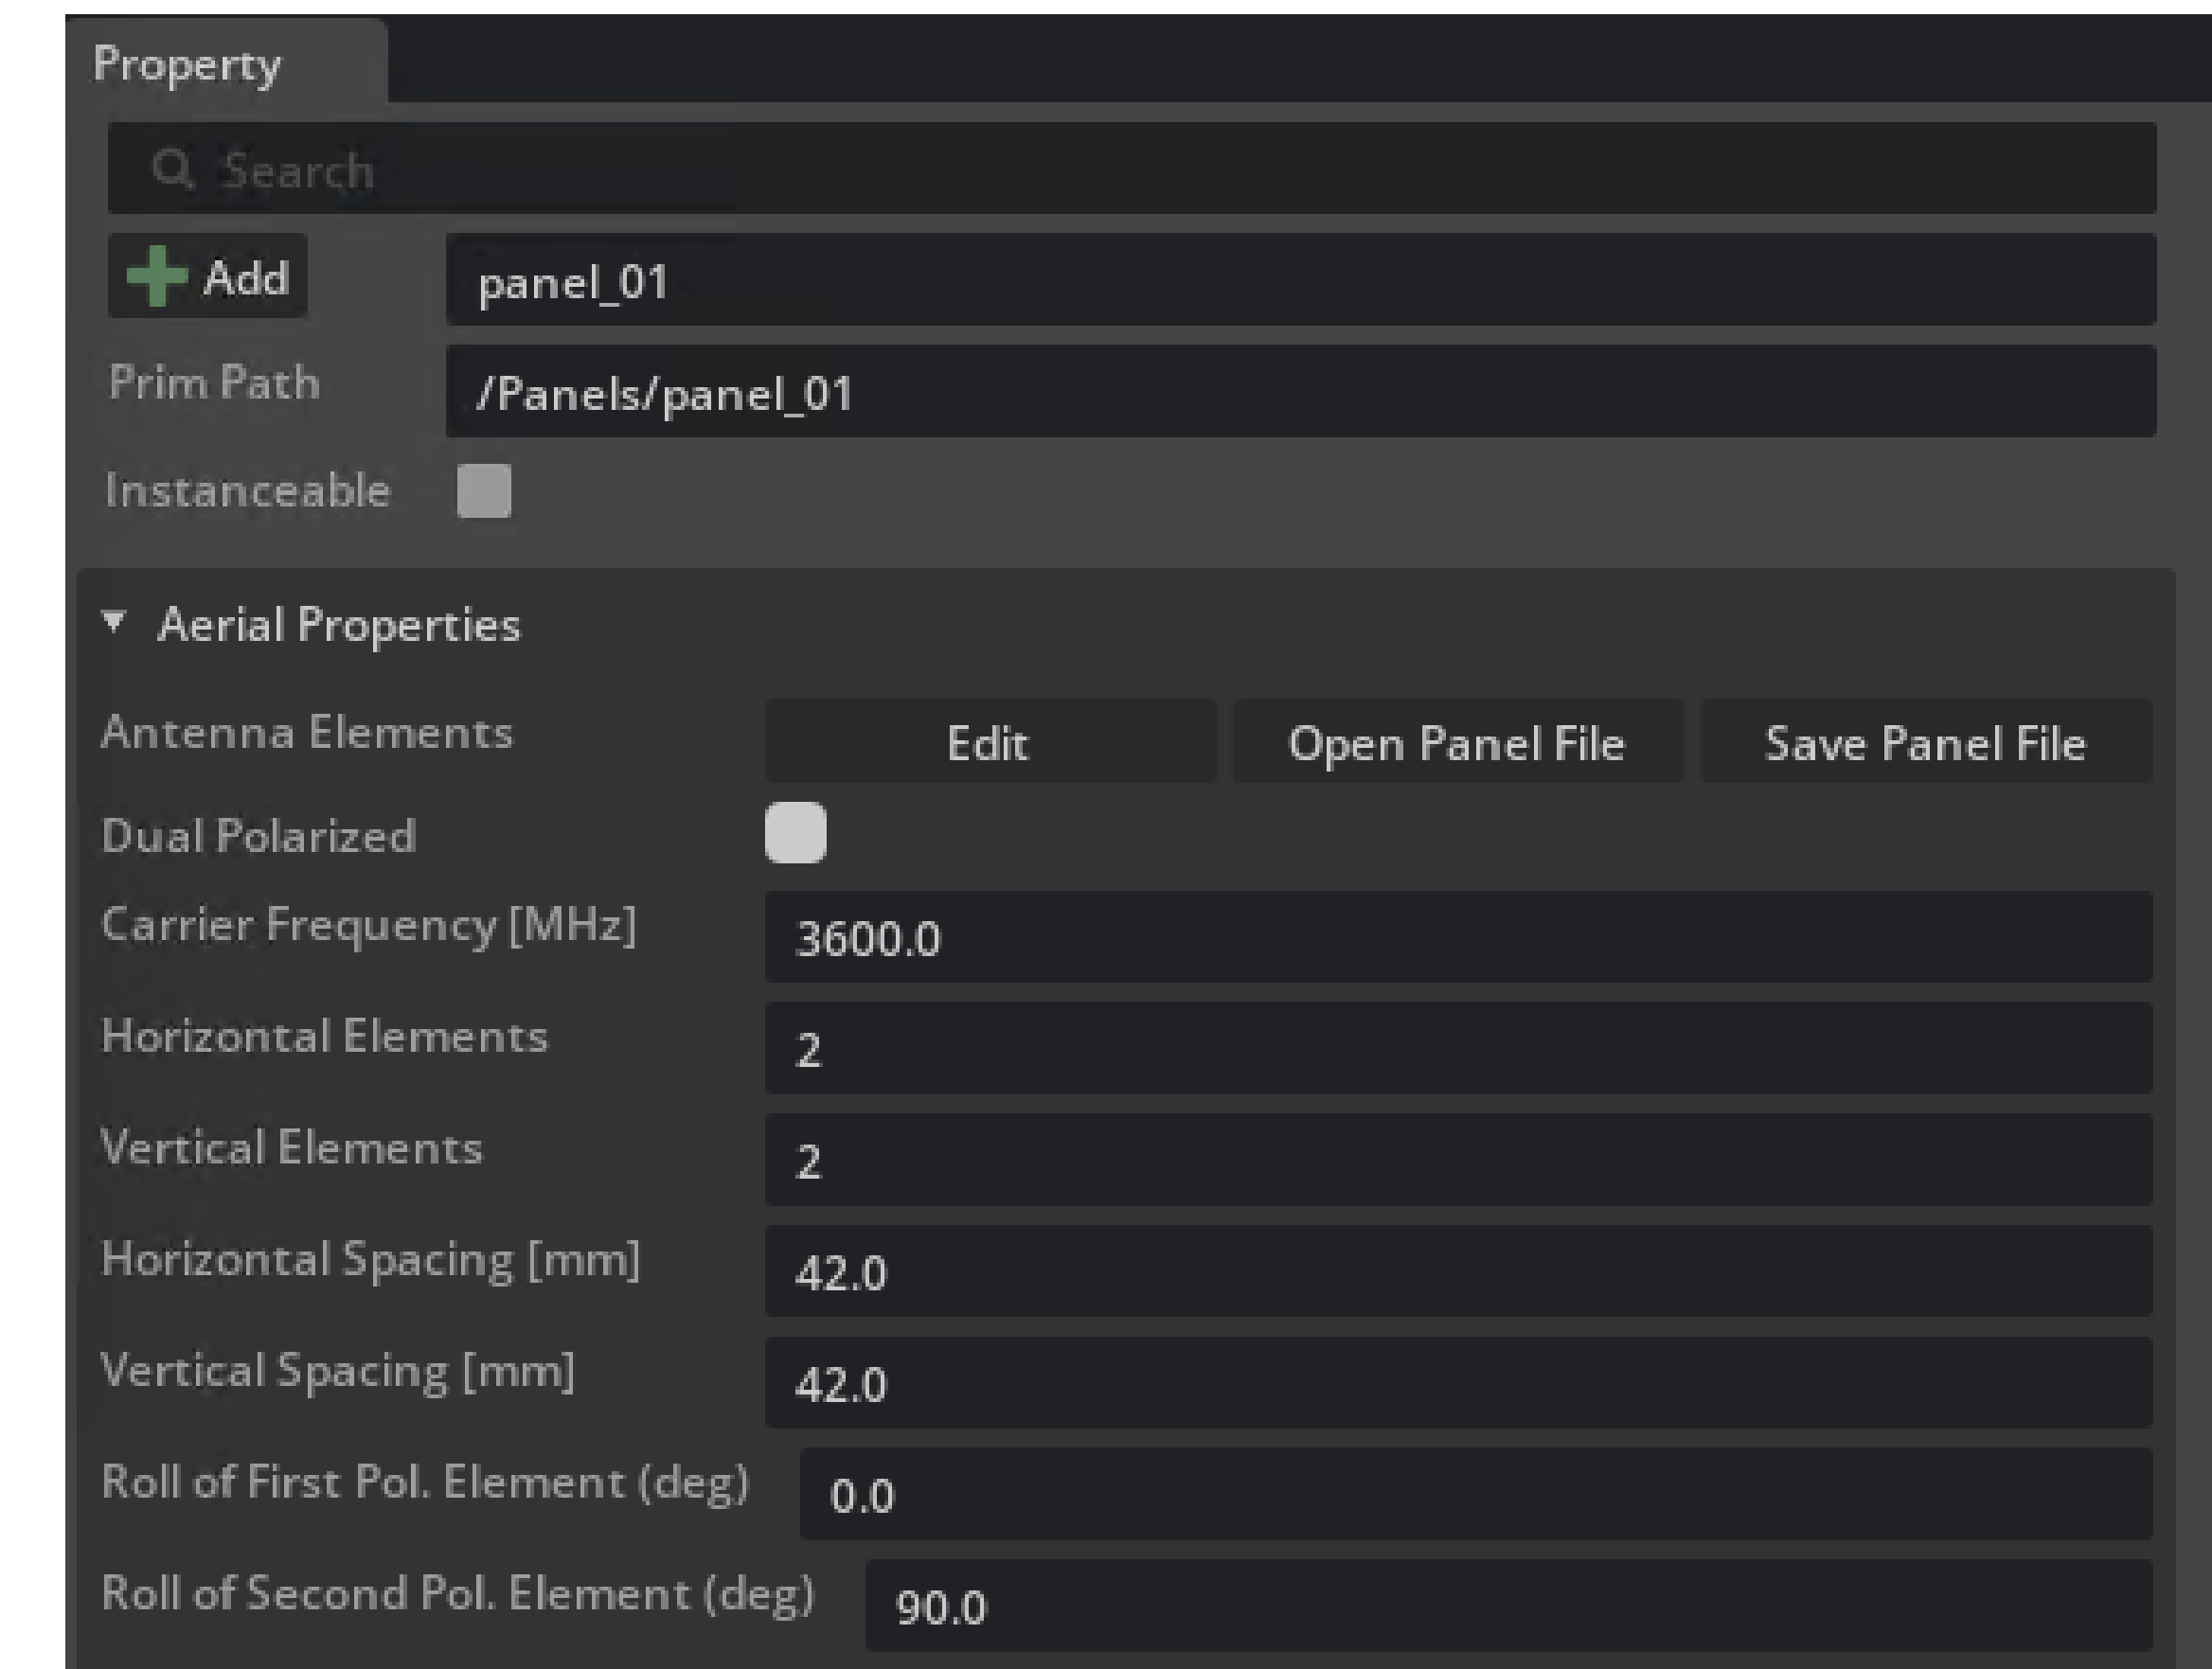 Property
Search
Add panel_01
Prim Path /Panels/panel_01
Instanceable
Aerial Properties
Antenna Elements Edit Open Panel File Save Panel File
Dual Polarized
Carrier Frequency [MHz] 3600.0
Horizontal Elements 2
Vertical Elements 2
Horizontal Spacing [mm] 42.0
Vertical Spacing [mm] 42.0
Roll of First Pol. Element (deg) 0.0
Roll of Second Pol. Element (deg) 90.0